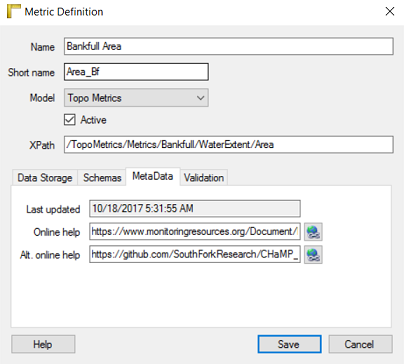 Metric Definition
Name Bankfull Area
Short name Area_Bf
Model Topo Metrics
Active
XPath /TopoMetrics/Metrics/Bankfull/WaterExtent/Area
Data Storage Schemas MetaData Validation
Last updated 10/18/2017 5:31:55 AM
Online help https://www.monitoringresources.org/Document/
Alt. online help https://github.com/SouthForkResearch/CHaMP_
Help Save Cancel